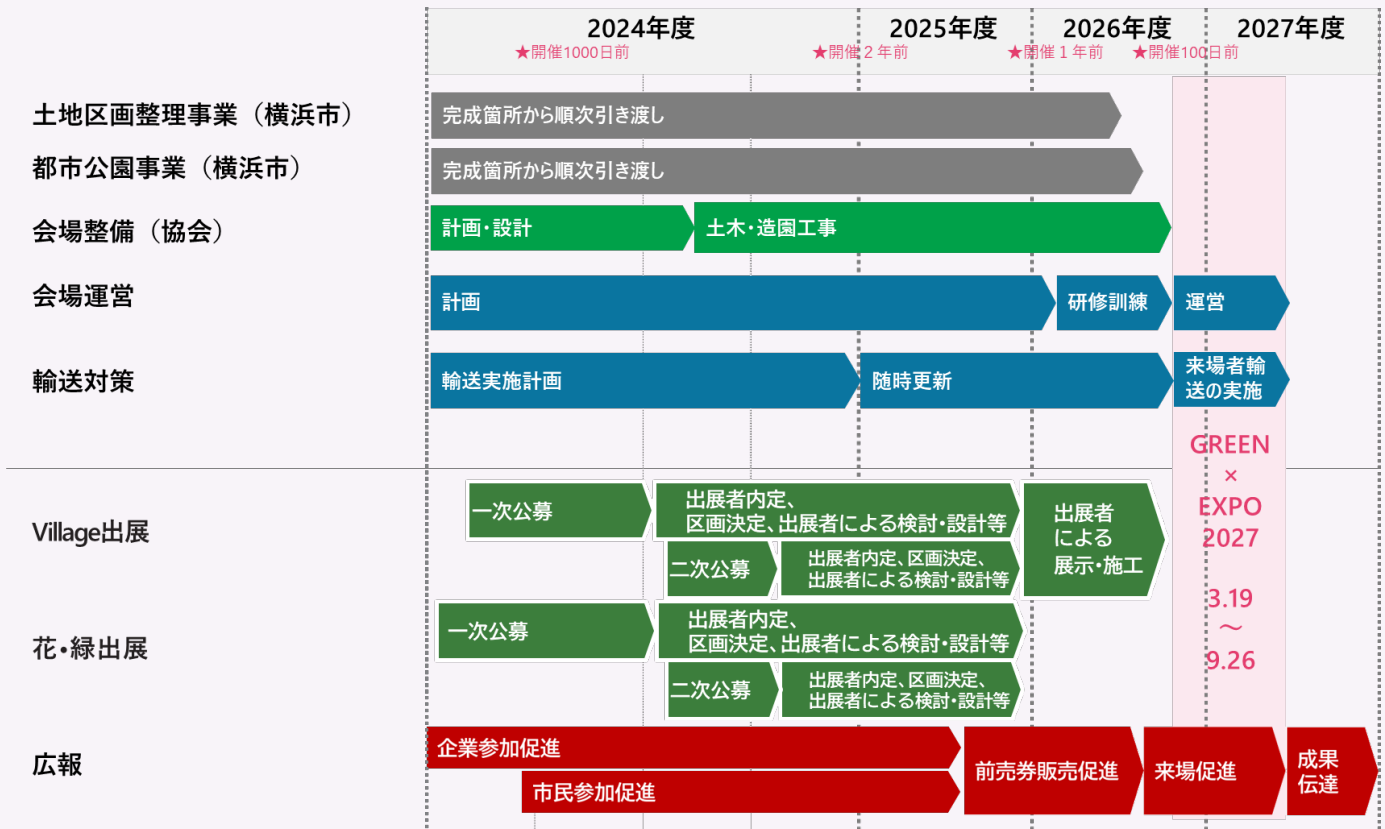 2024年度 2025年度 2026年度 2027年度
★開催1000日前 ★開催２年前 ★開催１年前 ★開催100日前
土地区画整理事業（横浜市） 完成箇所から順次引き渡し
都市公園事業（横浜市） 完成箇所から順次引き渡し
会場整備（協会） 計画・設計 土木・造園工事
会場運営 計画 研修訓練 運営
輸送対策 輸送実施計画 随時更新
来場者輸
送の実施
GREEN
×
EXPO
2027
3.19
～
9.26
Village出展
一次公募
出展者内定、
区画決定、出展者による検討・設計等
二次公募
出展者内定、区画決定、
出展者による検討・設計等
出展者
による
展示・施工
花・緑出展
一次公募
出展者内定、
区画決定、出展者による検討・設計等
二次公募
出展者内定、区画決定、
出展者による検討・設計等
広報
企業参加促進
市民参加促進
前売券販売促進
来場促進
成果
伝達